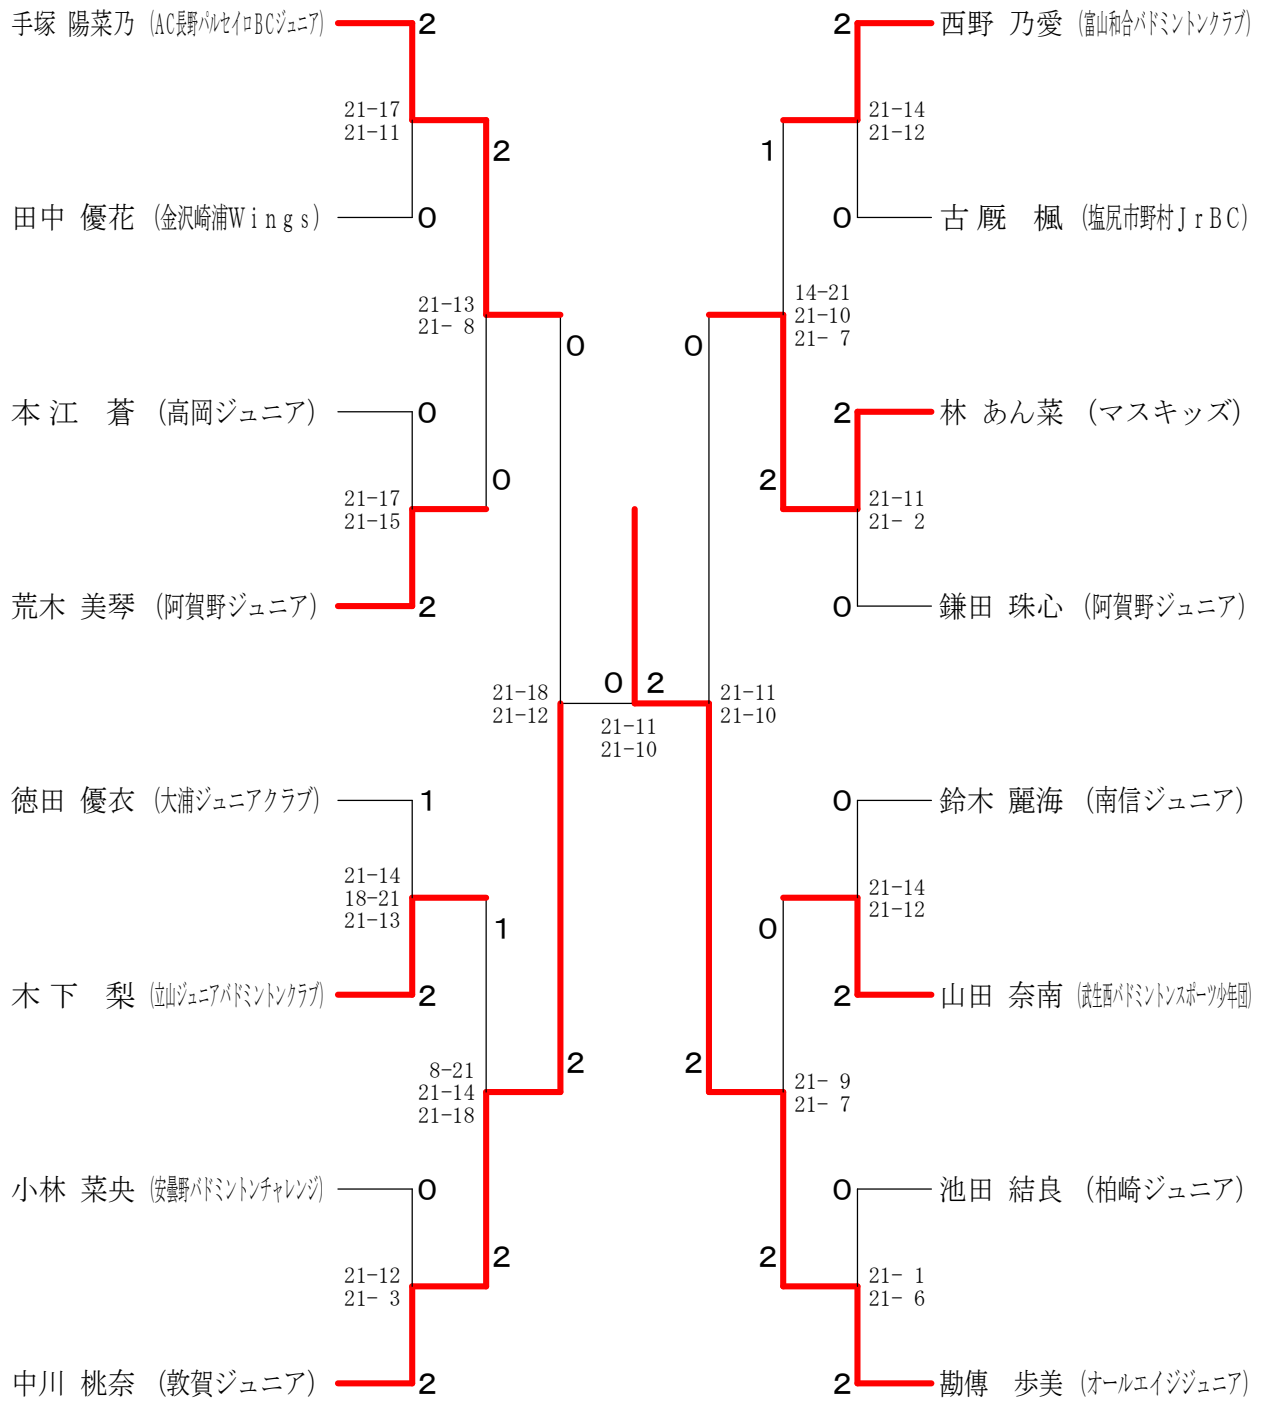 手塚 陽菜乃 (AC長野パルセイロBCジュニア) 2
21-17
21-11
2
田中 優花 (金沢崎浦Wings) 0
21-13
21- 8
0
本江 蒼 (高岡ジュニア) 0
0
21-17
21-15
荒木 美琴 (阿賀野ジュニア) 2
21-18
21-12
0 2
21-11
21-10
徳田 優衣 (大浦ジュニアクラブ) 1
21-14
18-21
21-13
1
木下 梨 (立山ジュニアバドミントンクラブ) 2
2
8-21
21-14
21-18
小林 菜央 (安曇野バドミントンチャレンジ) 0
2
21-12
21- 3
中川 桃奈 (敦賀ジュニア) 2
2 西野 乃愛 (富山和合バドミントンクラブ)
21-14
21-12
1
0 古厩 楓 (塩尻市野村JrBC)
14-21
21-10
21- 7
0
2 林 あん菜 (マスキッズ)
2
21-11
21- 2
0 鎌田 珠心 (阿賀野ジュニア)
21-11
21-10
0 鈴木 麗海 (南信ジュニア)
21-14
21-12
0
2 山田 奈南 (武生西バドミントンスポーツ少年団)
2
21- 9
21- 7
0 池田 結良 (柏崎ジュニア)
2
21- 1
21- 6
2 勘傳 歩美 (オールエイジジュニア)